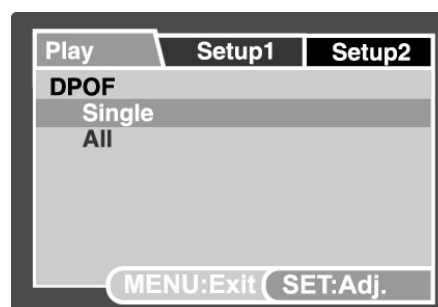 Play Setup1 Setup2
DPOF
Single
All
MENU:Exit SET:Adj.